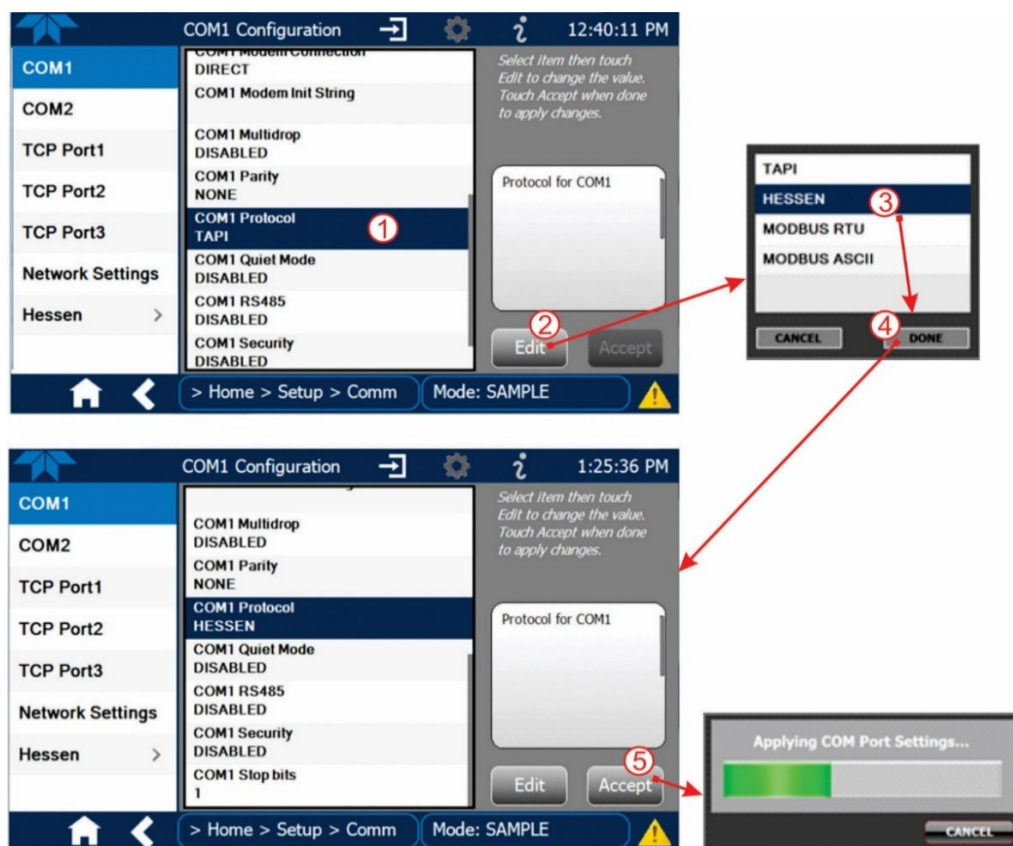 COM1 Configuration
12:40:11 PM
COM1
COM2
TCP Port1
TCP Port2
TCP Port3
Network Settings
Hessen >
COM1 Modem Connection
DIRECT
COM1 Modem Init String
COM1 Multidrop
DISABLED
COM1 Parity
NONE
COM1 Protocol
TAPI
1
COM1 Quiet Mode
DISABLED
COM1 RS485
DISABLED
COM1 Security
DISABLED
Select item then touch
Edit to change the value.
Touch Accept when done
to apply changes.
Protocol for COM1
2
Edit
Accept
> Home > Setup > Comm
Mode: SAMPLE
TAPI
HESSEN
3
MODBUS RTU
MODBUS ASCII
4
CANCEL
DONE
COM1 Configuration
1:25:36 PM
COM1
COM2
TCP Port1
TCP Port2
TCP Port3
Network Settings
Hessen >
COM1 Multidrop
DISABLED
COM1 Parity
NONE
COM1 Protocol
HESSEN
COM1 Quiet Mode
DISABLED
COM1 RS485
DISABLED
COM1 Security
DISABLED
COM1 Stop bits
1
Select item then touch
Edit to change the value.
Touch Accept when done
to apply changes.
Protocol for COM1
5
Edit
Accept
> Home > Setup > Comm
Mode: SAMPLE
Applying COM Port Settings...
CANCEL